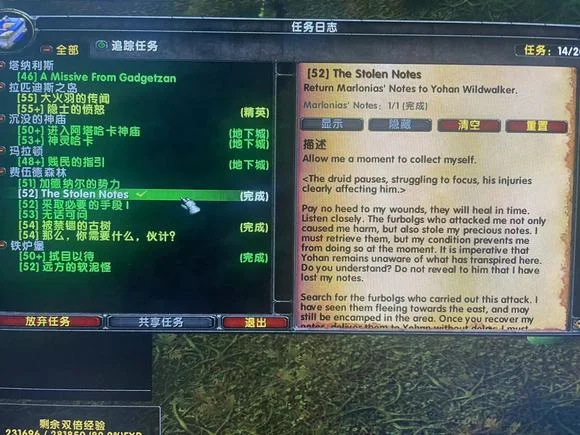 任务日志
全部
追踪任务
任务: 14/20
塔纳利斯
[46] A Missive From Gadgetzan
拉匹迪斯之岛
[55] 大火羽的传闻
[55+] 隐士的愤怒 (精英)
沉没的神庙
[50+] 进入阿塔哈卡神庙 (地下城)
[53+] 神灵哈卡 (地下城)
玛拉顿
[48+] 贱民的指引 (地下城)
费伍德森林
[51] 加德纳尔的势力
[52] The Stolen Notes (完成)
[52] 采取必要的手段!
[53] 无话可问
[54] 被禁锢的古树 (完成)
[54] 那么,你需要什么,伙计?
铁炉堡
[50+] 拭目以待 (完成)
[52] 远方的软泥怪
放弃任务
共享任务
退出
[52] The Stolen Notes
Return Marlonias' Notes to Yohan Wildwalker.
Marlonias' Notes: 1/1 (完成)
显示
隐藏
清空
重置
描述
Allow me a moment to collect myself.
<The druid pauses, struggling to focus, his injuries
clearly affecting him.>
Pay no heed to my wounds, they will heal in time.
Listen closely. The furbolgs who attacked me not only
caused me harm, but also stole my precious notes. I
must retrieve them, but my condition prevents me
from doing so at the moment. It is imperative that
Yohan remains unaware of what has transpired here.
Do you understand? Do not reveal to him that I have
lost my notes.
Search for the furbolgs who carried out this attack. I
have seen them fleeing towards the east, and may
still be encamped in the area. Once you recover my
notes, deliver them to Yohan without delay. I must
剩余双倍经验